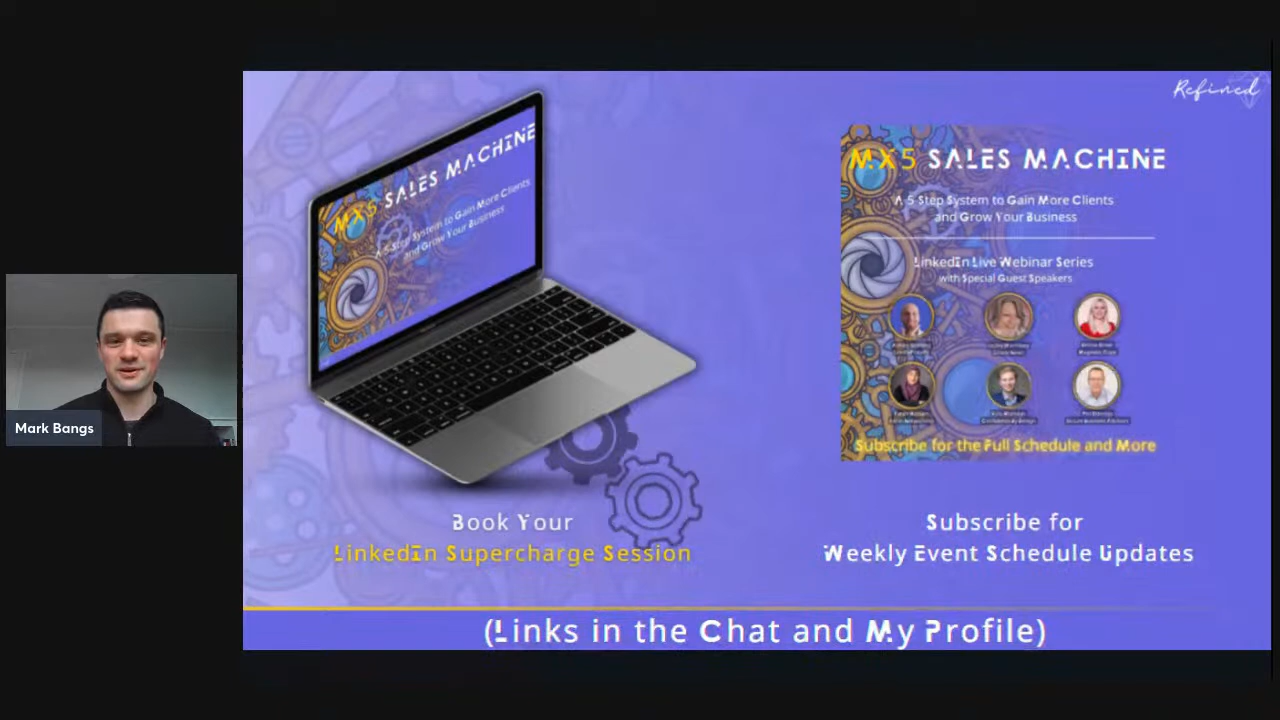 Refined
MX5 SALES MACHINE
A 5 Step System to Gain More Clients
and Grow Your Business
MX5 SALES MACHINE
A 5 Step System to Gain More Clients
and Grow Your Business
LinkedIn Live Webinar Series
with Special Guest Speakers
Subscribe for the Full Schedule and More
Mark Bangs
Book Your
LinkedIn Supercharge Session
Subscribe for
Weekly Event Schedule Updates
(Links in the Chat and My Profile)